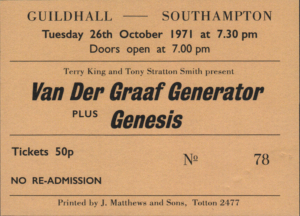 GUILDHALL — SOUTHAMPTON
Tuesday 26th October 1971 at 7.30 pm
Doors open at 7.00 pm
Terry King and Tony Stratton Smith present
Van Der Graaf Generator
PLUS Genesis
Tickets 50p
Nº 78
NO RE-ADMISSION
Printed by J. Matthews and Sons, Totton 2477